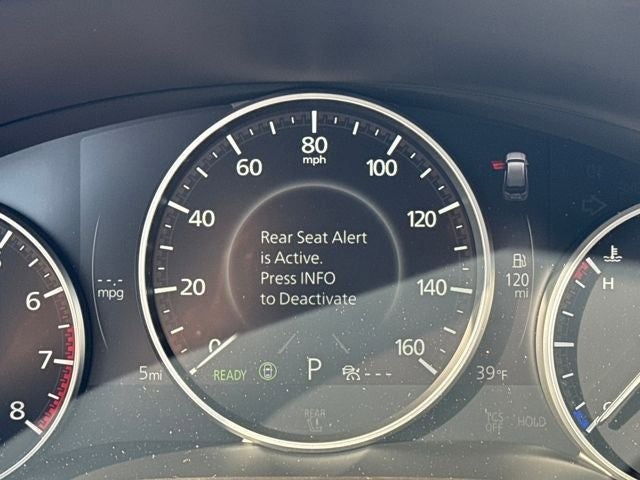 80
mph
60
100
40
120
20
140
0
160
Rear Seat Alert
is Active.
Press INFO
to Deactivate
-.-
mpg
120
mi
6
7
8
H
5mi
READY
P
---
39°F
REAR
TCS
OFF
HOLD